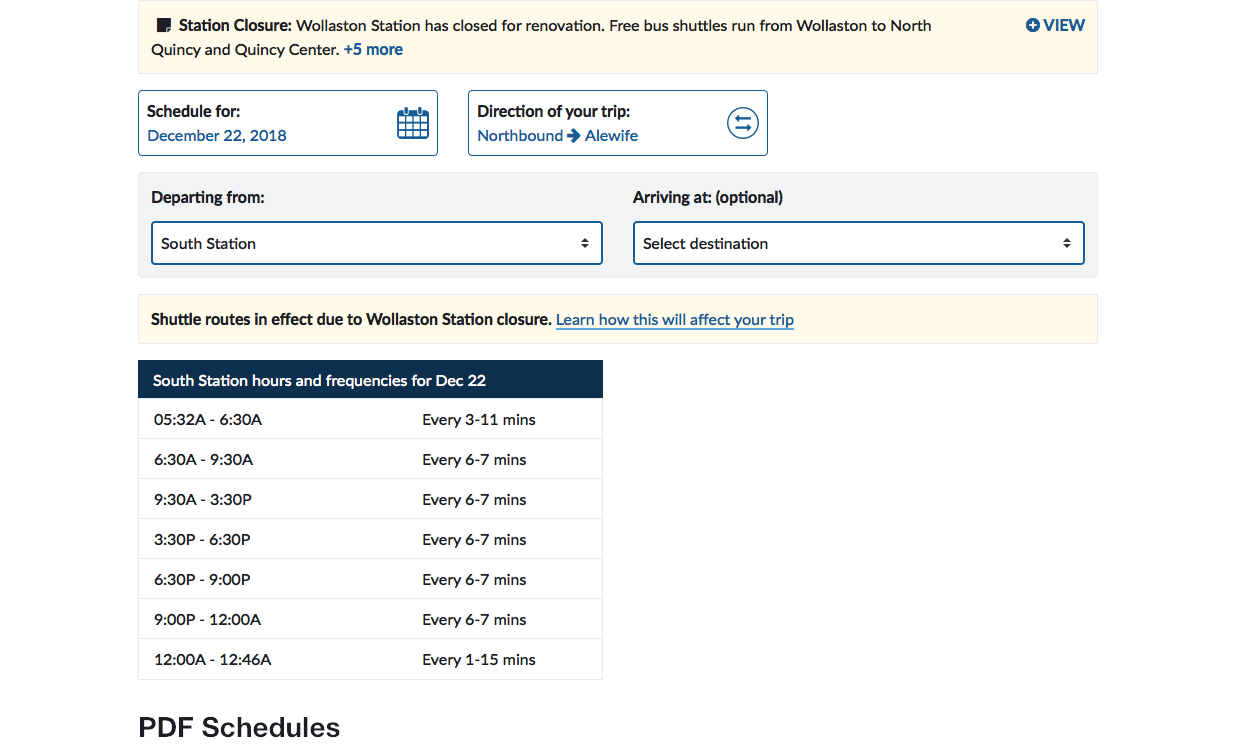 Station Closure: Wollaston Station has closed for renovation. Free bus shuttles run from Wollaston to North
Quincy and Quincy Center. +5 more
VIEW
Schedule for:
December 22, 2018
Direction of your trip:
Northbound Alewife
Departing from:
South Station
Arriving at: (optional)
Select destination
Shuttle routes in effect due to Wollaston Station closure. Learn how this will affect your trip
South Station hours and frequencies for Dec 22
05:32A - 6:30A Every 3-11 mins
6:30A - 9:30A Every 6-7 mins
9:30A - 3:30P Every 6-7 mins
3:30P - 6:30P Every 6-7 mins
6:30P - 9:00P Every 6-7 mins
9:00P - 12:00A Every 6-7 mins
12:00A - 12:46A Every 1-15 mins
PDF Schedules